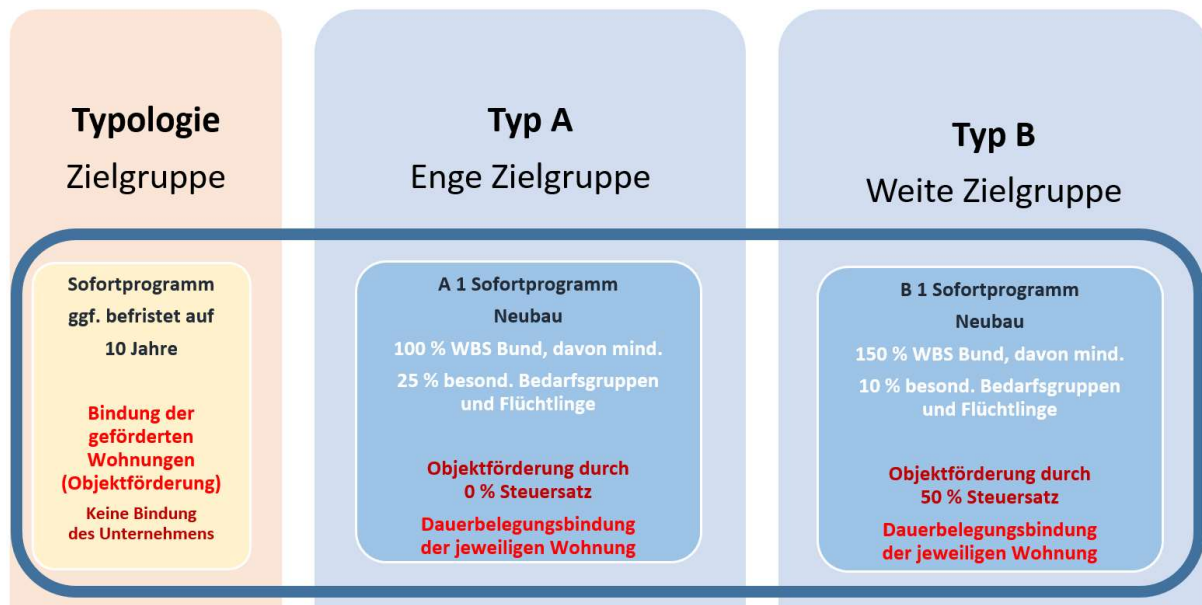 Typologie
Zielgruppe
Typ A
Enge Zielgruppe
Typ B
Weite Zielgruppe
Sofortprogramm
ggf. befristet auf
10 Jahre
Bindung der
geförderten
Wohnungen
(Objektförderung)
Keine Bindung
des Unternehmens
A 1 Sofortprogramm
Neubau
100 % WBS Bund, davon mind.
25 % besond. Bedarfsgruppen
und Flüchtlinge
Objektförderung durch
0 % Steuersatz
Dauerbelegungsbindung
der jeweiligen Wohnung
B 1 Sofortprogramm
Neubau
150 % WBS Bund, davon mind.
10 % besond. Bedarfsgruppen
und Flüchtlinge
Objektförderung durch
50 % Steuersatz
Dauerbelegungsbindung
der jeweiligen Wohnung